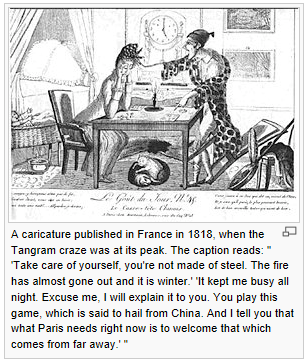 Le Goût du Jour, N.º
Le Casse-tête Chinois
A caricature published in France in 1818, when the
Tangram craze was at its peak. The caption reads: "
'Take care of yourself, you're not made of steel. The fire
has almost gone out and it is winter.' 'It kept me busy all
night. Excuse me, I will explain it to you. You play this
game, which is said to hail from China. And I tell you that
what Paris needs right now is to welcome that which
comes from far away.' "